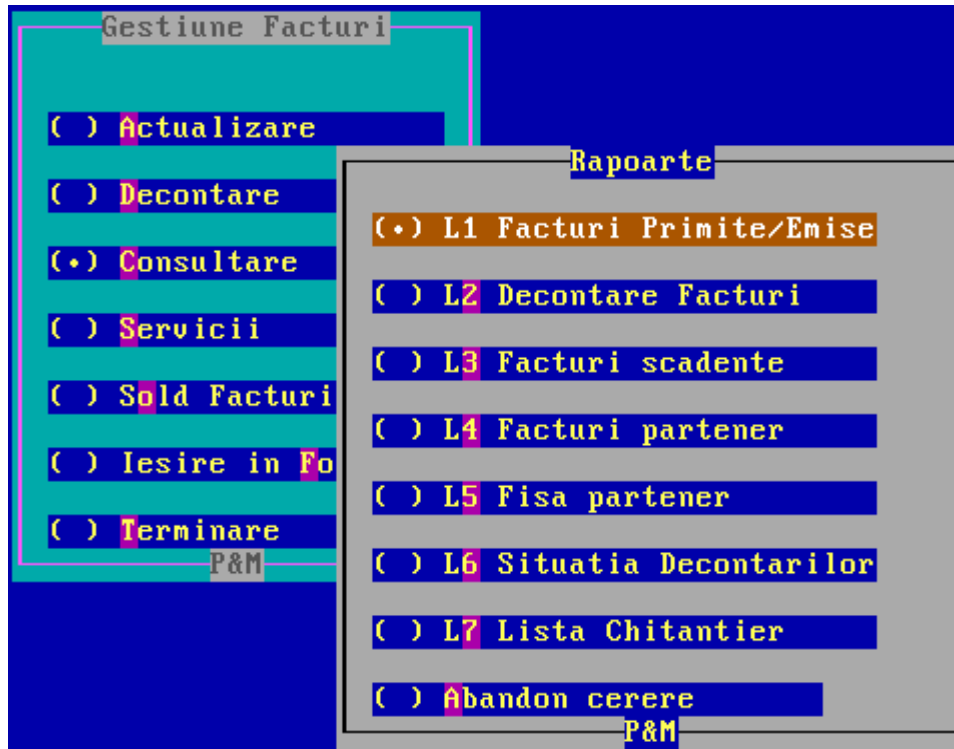 Gestiune Facturi
( ) Actualizare
( ) Decontare
(•) Consultare
( ) Servicii
( ) Sold Facturi
( ) Iesire in Fo
( ) Terminare
P&M
Rapoarte
(•) L1 Facturi Primite/Emise
( ) L2 Decontare Facturi
( ) L3 Facturi scadente
( ) L4 Facturi partener
( ) L5 Fisa partener
( ) L6 Situatia Decontarilor
( ) L7 Lista Chitantier
( ) Abandon cerere
P&M